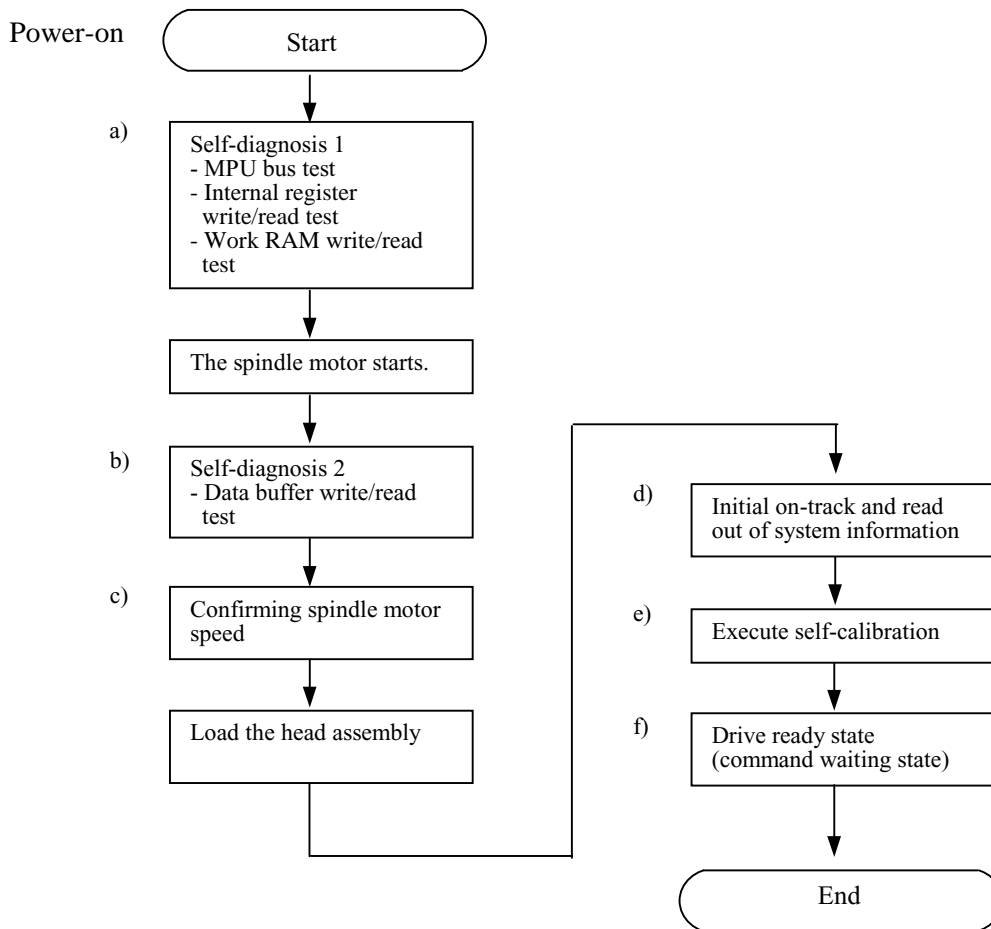 Power-on
Start
a)
Self-diagnosis 1
- MPU bus test
- Internal register
write/read test
- Work RAM write/read
test
The spindle motor starts.
b)
Self-diagnosis 2
- Data buffer write/read
test
c)
Confirming spindle motor
speed
Load the head assembly
d)
Initial on-track and read
out of system information
e)
Execute self-calibration
f)
Drive ready state
(command waiting state)
End